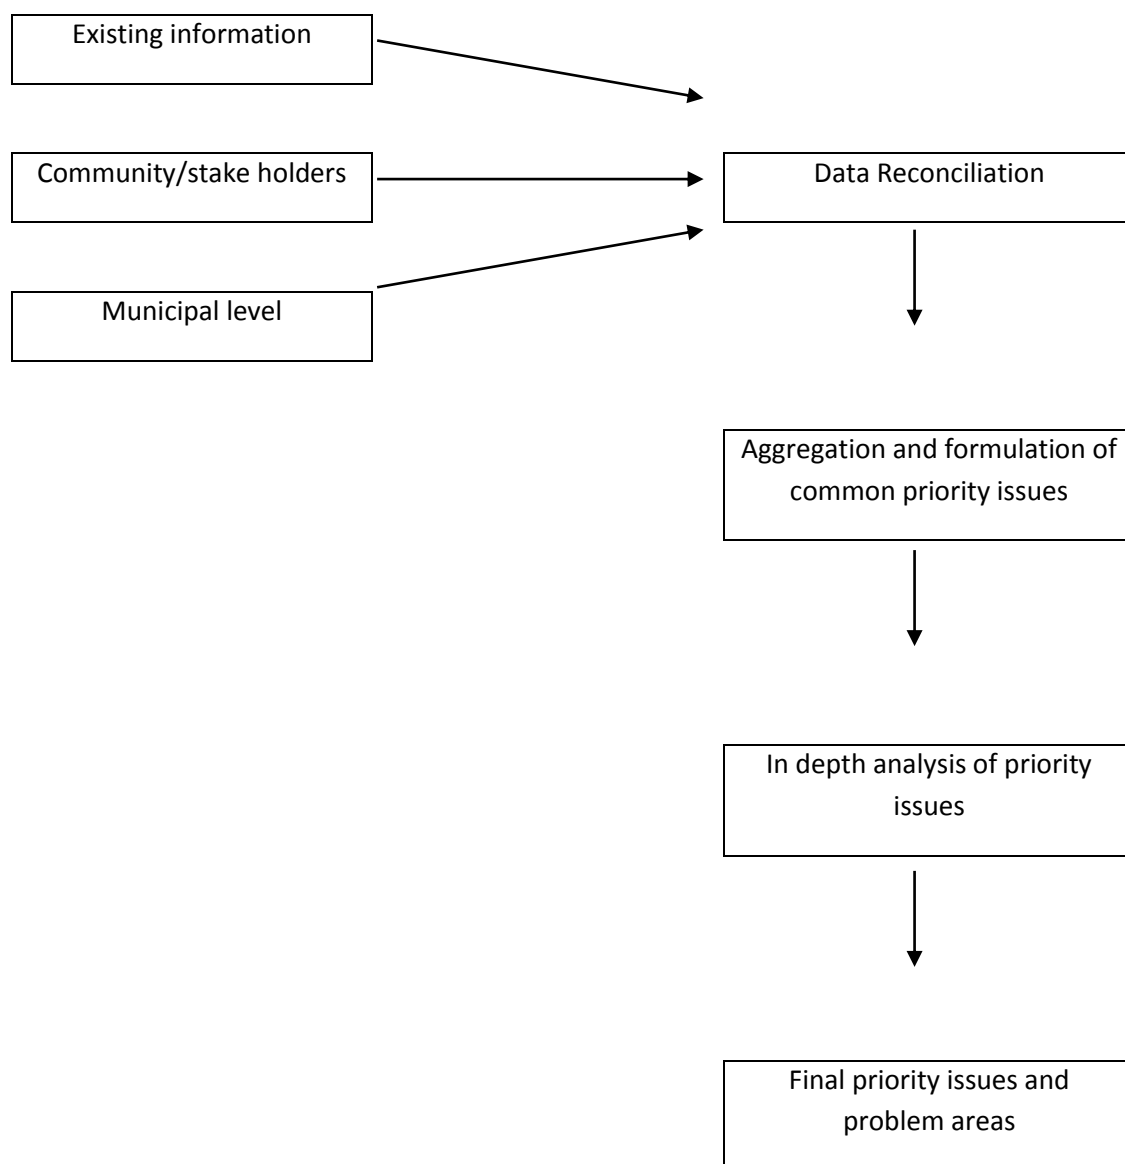 Existing information
Community/stake holders
Data Reconciliation
Municipal level
Aggregation and formulation of
common priority issues
In depth analysis of priority
issues
Final priority issues and
problem areas